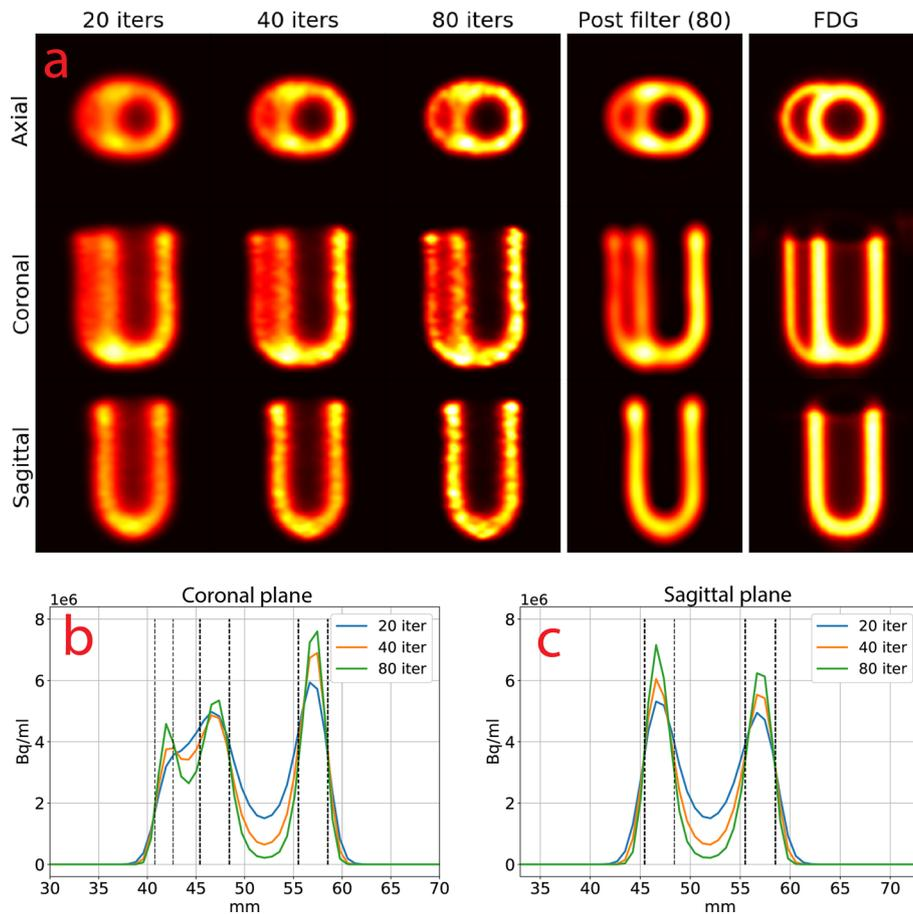 20 iters 40 iters 80 iters Post filter (80) FDG
a
Axial
Coronal
Sagittal
Coronal plane
1e6
b
20 iter
40 iter
80 iter
8
6
4
2
0
Bq/ml
30 35 40 45 50 55 60 65 70
mm
Sagittal plane
1e6
c
20 iter
40 iter
80 iter
8
6
4
2
0
Bq/ml
35 40 45 50 55 60 65 70
mm